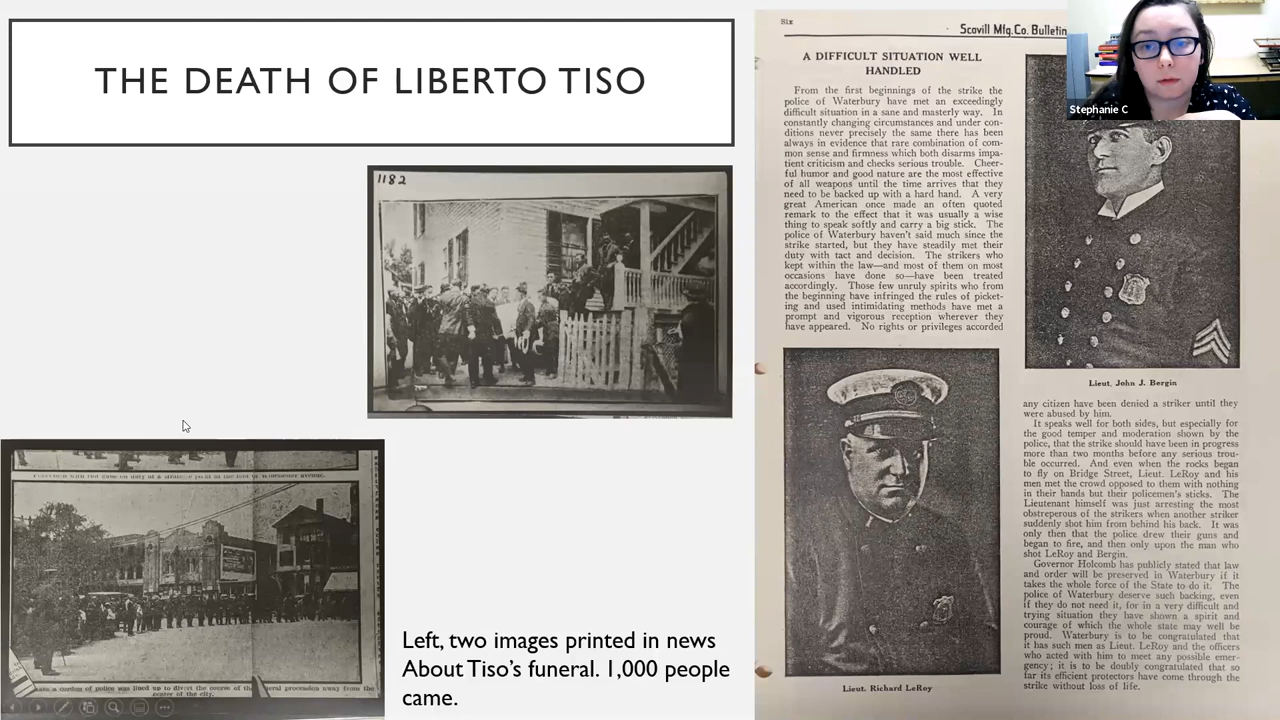 THE DEATH OF LIBERTO TISO
1182
center of the city.
Left, two images printed in news
About Tiso's funeral. 1,000 people
came.
Six
Scovill Mfg. Co. Bulletin
A DIFFICULT SITUATION WELL
HANDLED
From the first beginnings of the strike the
police of Waterbury have met an exceedingly
difficult situation in a sane and masterly way. In
constantly changing circumstances and under con-
ditions never precisely the same there has been
always in evidence that rare combination of com-
mon sense and firmness which both disarms impa-
tient criticism and checks serious trouble. Cheer-
ful humor and good nature are the most effective
of all weapons until the time arrives that they
need to be backed up with a hard hand. A very
great American once made an often quoted
remark to the effect that it was usually a wise
thing to speak softly and carry a big stick. The
police of Waterbury haven't said much since the
strike started, but they have steadily met their
duty with tact and decision. The strikers who
kept within the law—and most of them on most
occasions have done so—have been treated
accordingly. Those few unruly spirits who from
the beginning have infringed the rules of picket-
ing and used intimidating methods have met a
prompt and vigorous reception wherever they
have appeared. No rights or privileges accorded
Lieut. Richard LeRoy
Lieut. John J. Bergin
any citizen have been denied a striker until they
were abused by him.
It speaks well for both sides, but especially for
the good temper and moderation shown by the
police, that the strike should have been in progress
more than two months before any serious trou-
ble occurred. And even when the rocks began
to fly on Bridge Street, Lieut. LeRoy and his
men met the crowd opposed to them with nothing
in their hands but their policemen's sticks. The
Lieutenant himself was just arresting the most
obstreperous of the strikers when another striker
suddenly shot him from behind his back. It was
only then that the police drew their guns and
began to fire, and then only upon the man who
shot LeRoy and Bergin.
Governor Holcomb has publicly stated that law
and order will be preserved in Waterbury if it
takes the whole force of the State to do it. The
police of Waterbury deserve such backing, even
if they do not need it, for in a very difficult and
trying situation they have shown a spirit and
courage of which the whole state may well be
proud. Waterbury is to be congratulated that
it has such men as Lieut. LeRoy and the officers
who acted with him to meet any possible emer-
gency; it is to be doubly congratulated that so
far its efficient protectors have come through the
strike without loss of life.
Stephanie C